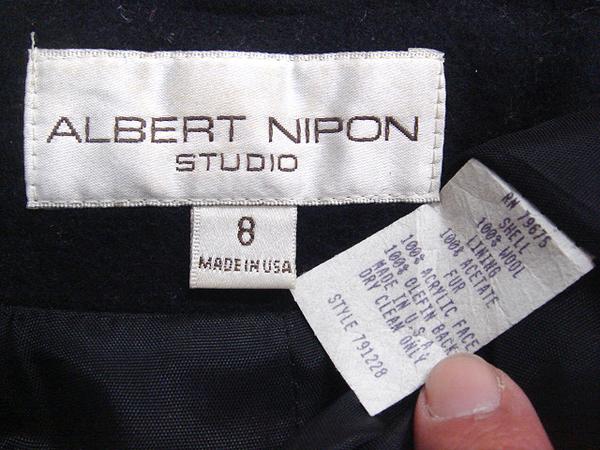 ALBERT NIPON
STUDIO
8
MADE IN USA
RN 79675
SHELL
100% WOOL
LINING
100% ACETATE
FUR
100% ACRYLIC FACE
100% OLEFIN BACK
MADE IN U.S.A
DRY CLEAN ONLY
STYLE 791228